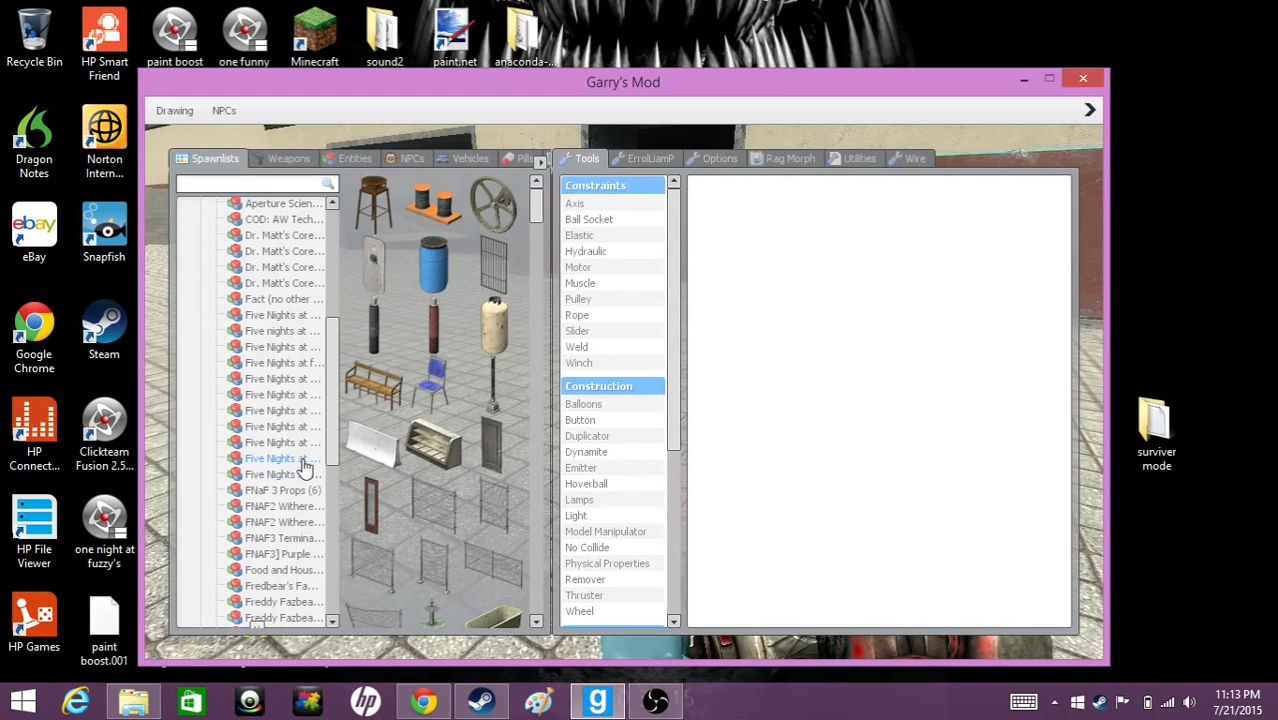 Recycle Bin
HP Smart
Friend
paint boost
one funny
Minecraft
sound2
paint.net
anaconda-...
Dragon
Notes
Norton
Intern...
eBay
Snapfish
Google
Chrome
Steam
HP
Connect...
Clickteam
Fusion 2.5...
HP File
Viewer
one night at
fuzzy's
HP Games
paint
boost.001
surviver
mode
Garry's Mod
Drawing
NPCs
Spawnlists
Weapons
Entities
NPCs
Vehicles
Pills
Tools
ErrolLiamP
Options
Rag Morph
Utilities
Wire
Aperture Scien...
COD: AW Tech...
Dr. Matt's Core...
Dr. Matt's Core...
Dr. Matt's Core...
Dr. Matt's Core...
Fact (no other ...
Five Nights at ...
Five nights at ...
Five Nights at ...
Five Nights at f...
Five Nights at ...
Five Nights at ...
Five Nights at ...
Five Nights at ...
Five Nights at ...
Five Nights at ...
Five Nights
FNaF 3 Props (6)
FNAF2 Withere...
FNAF2 Withere...
FNAF3 Termina...
FNAF3] Purple ...
Food and Hous...
Fredbear's Fa...
Freddy Fazbea...
Freddy Fazbea...
Constraints
Axis
Ball Socket
Elastic
Hydraulic
Motor
Muscle
Pulley
Rope
Slider
Weld
Winch
Construction
Balloons
Button
Duplicator
Dynamite
Emitter
Hoverball
Lamps
Light
Model Manipulator
No Collide
Physical Properties
Remover
Thruster
Wheel
11:13 PM
7/21/2015